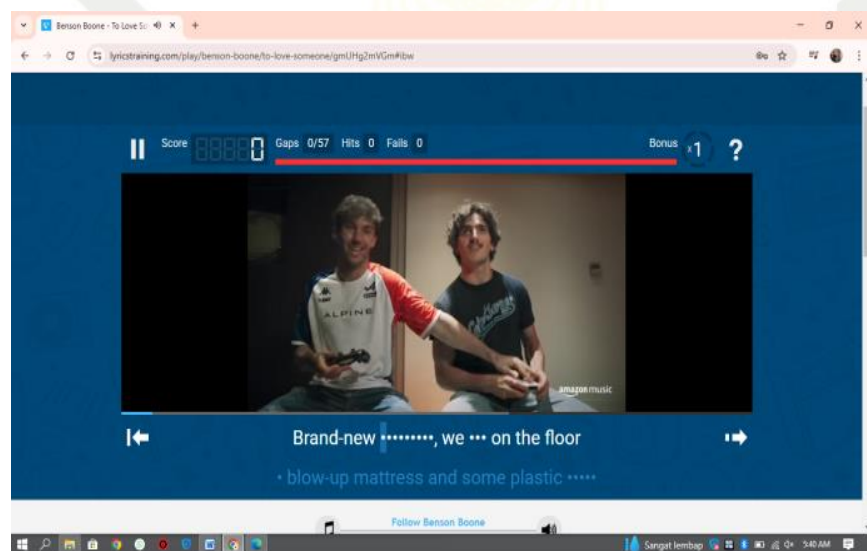 Benson Boone - To Love So
lyricstraining.com/play/benson-boone/to-love-someone/gmUHg2mVGm#ibw
Score 0 Gaps 0/57 Hits 0 Fails 0 Bonus x1 ?
ALPINE
amazon music
Brand-new •••••••••, we ••• on the floor
• blow-up mattress and some plastic •••••
Follow Benson Boone
Sangat lembap 5:40 AM